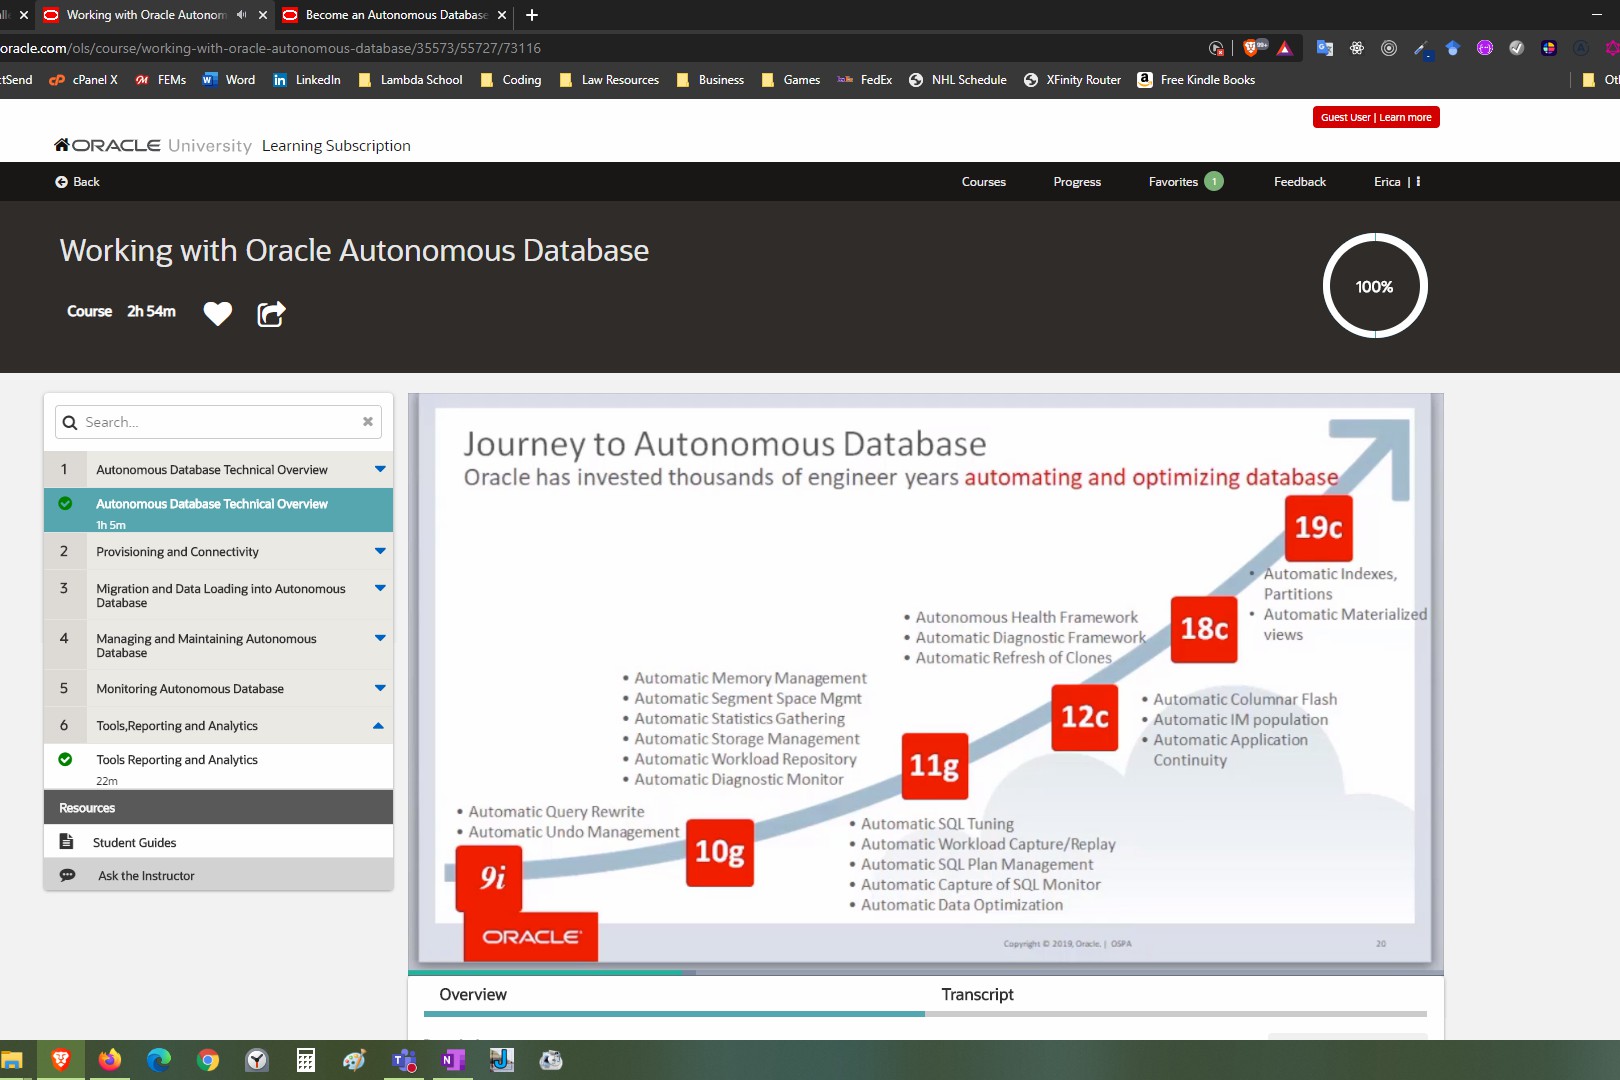 Working with Oracle Autonom
Become an Autonomous Database
oracle.com/ols/course/working-with-oracle-autonomous-database/35573/55727/73116
99+
ctSend
cPanel X
FEMs
Word
LinkedIn
Lambda School
Coding
Law Resources
Business
Games
FedEx
NHL Schedule
XFinity Router
Free Kindle Books
Guest User | Learn more
ORACLE University Learning Subscription
Back
Courses
Progress
Favorites 1
Feedback
Erica |
Working with Oracle Autonomous Database
Course 2h 54m
100%
Search...
1 Autonomous Database Technical Overview
Autonomous Database Technical Overview
1h 5m
2 Provisioning and Connectivity
3 Migration and Data Loading into Autonomous
Database
4 Managing and Maintaining Autonomous
Database
5 Monitoring Autonomous Database
6 Tools,Reporting and Analytics
Tools Reporting and Analytics
22m
Resources
Student Guides
Ask the Instructor
Journey to Autonomous Database
Oracle has invested thousands of engineer years automating and optimizing database
9i
• Automatic Query Rewrite
• Automatic Undo Management
10g
• Automatic Memory Management
• Automatic Segment Space Mgmt
• Automatic Statistics Gathering
• Automatic Storage Management
• Automatic Workload Repository
• Automatic Diagnostic Monitor
11g
• Automatic SQL Tuning
• Automatic Workload Capture/Replay
• Automatic SQL Plan Management
• Automatic Capture of SQL Monitor
• Automatic Data Optimization
12c
• Autonomous Health Framework
• Automatic Diagnostic Framework
• Automatic Refresh of Clones
18c
• Automatic Columnar Flash
• Automatic IM population
• Automatic Application
Continuity
19c
• Automatic Indexes,
Partitions
• Automatic Materialized
views
ORACLE
Copyright © 2019, Oracle. | OSPA
20
Overview
Transcript